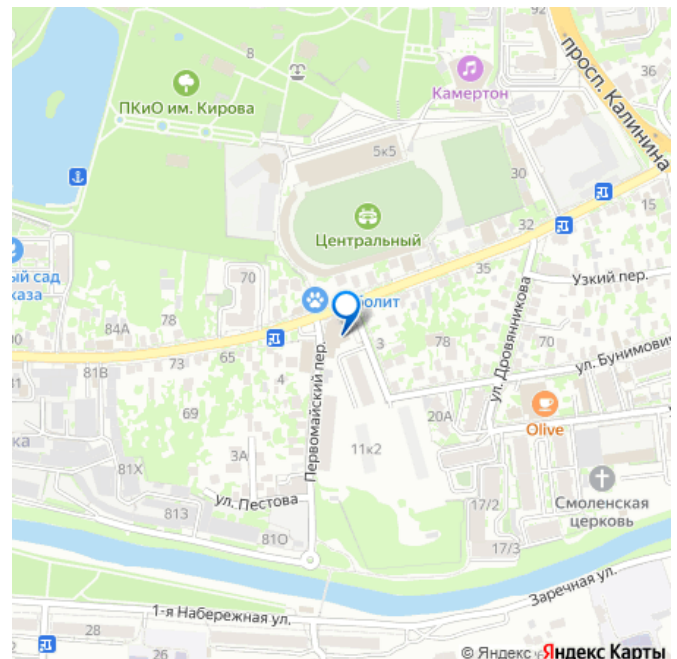 8
36
Камертон
просп. Калинина
ПКиО им. Кирова
5к5
30
15
Центральный
32
35
Узкий пер.
ый сад
каза
70
78
84А
олит
65
73
3
78
70
ул. Дровянникова
ул. Бунимович
81В
4
Первомайский пер.
69
20А
Olive
3А
11к2
81Х
ул. Пестова
813
17/2
Смоленская
церковь
81О
17/3
Заречная ул.
1-я Набережная ул.
28
26
© Яндекс Яндекс Карты